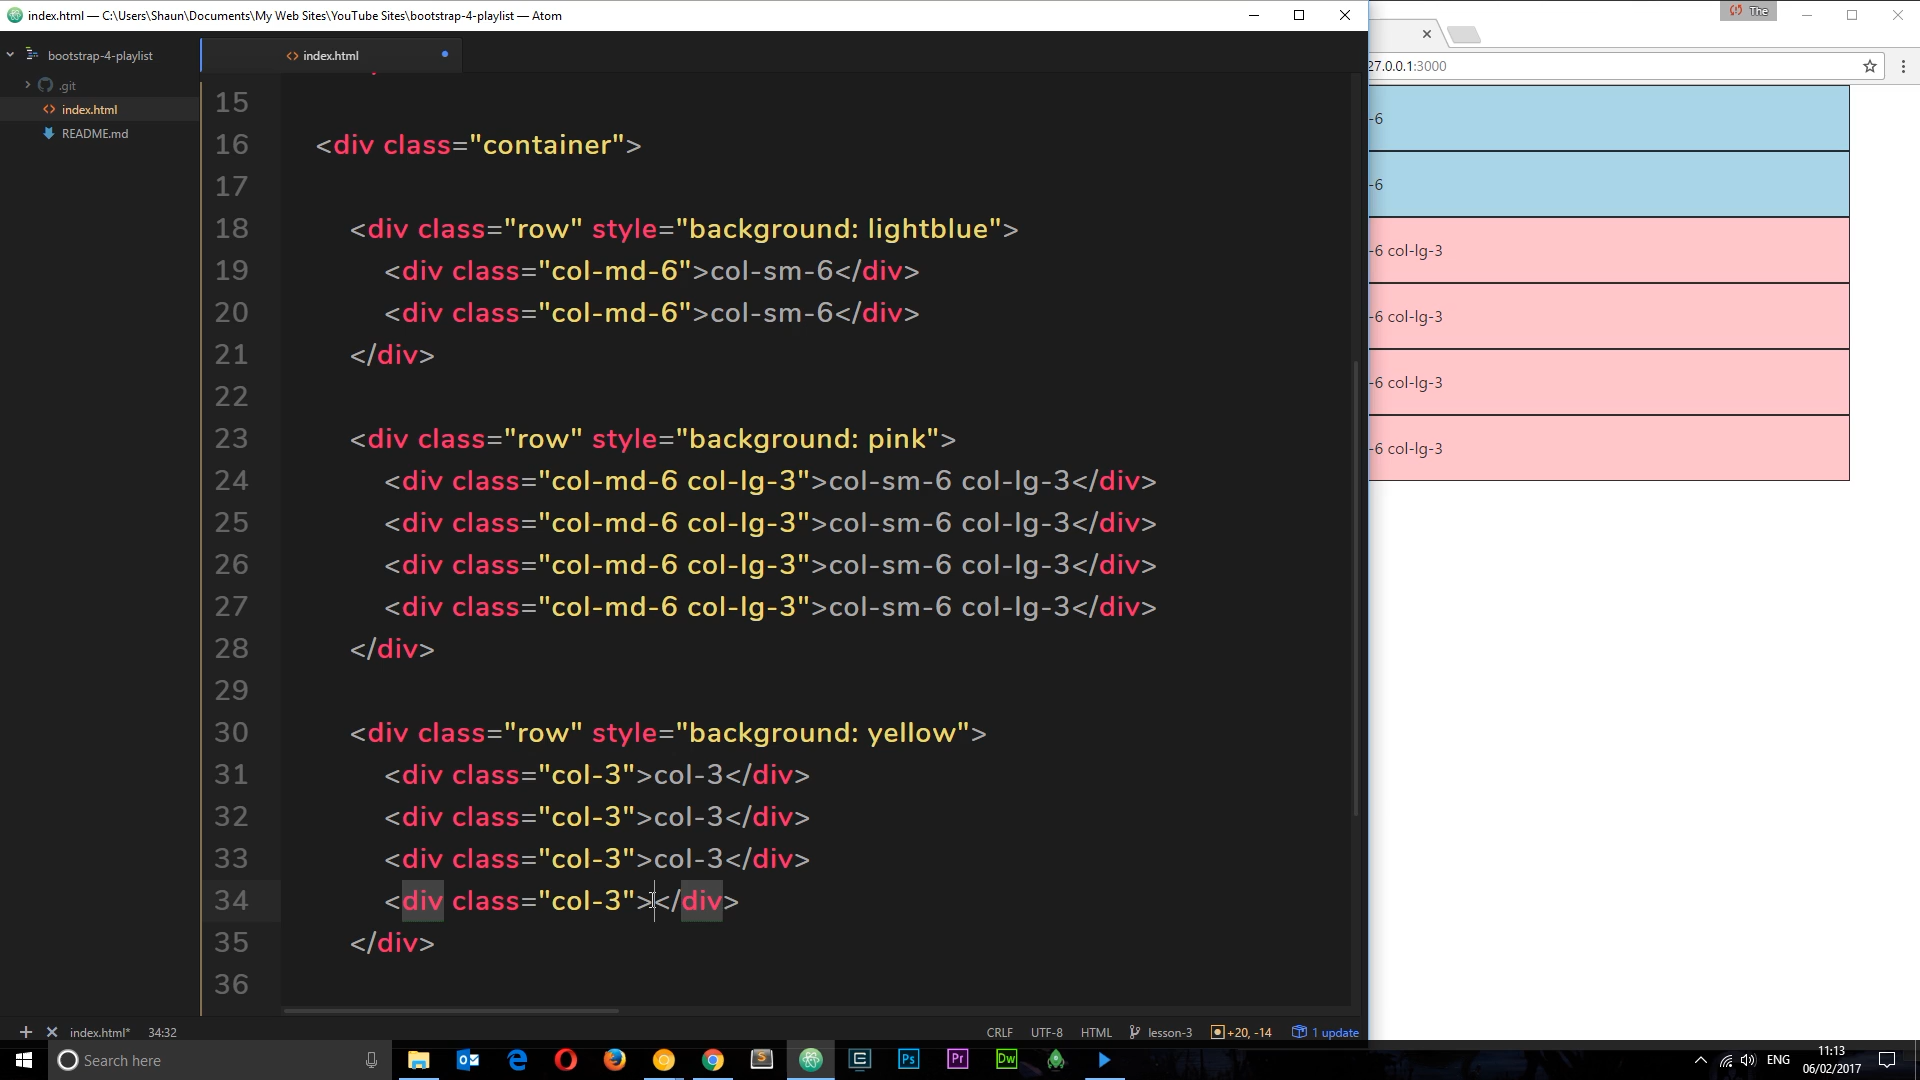 index.html — C:\Users\Shaun\Documents\My Web Sites\YouTube Sites\bootstrap-4-playlist — Atom
The
bootstrap-4-playlist
index.html
27.0.0.1:3000
.git
index.html
README.md
15
16 <div class="container">
17
18 <div class="row" style="background: lightblue">
19 <div class="col-md-6">col-sm-6</div>
20 <div class="col-md-6">col-sm-6</div>
21 </div>
22
23 <div class="row" style="background: pink">
24 <div class="col-md-6 col-lg-3">col-sm-6 col-lg-3</div>
25 <div class="col-md-6 col-lg-3">col-sm-6 col-lg-3</div>
26 <div class="col-md-6 col-lg-3">col-sm-6 col-lg-3</div>
27 <div class="col-md-6 col-lg-3">col-sm-6 col-lg-3</div>
28 </div>
29
30 <div class="row" style="background: yellow">
31 <div class="col-3">col-3</div>
32 <div class="col-3">col-3</div>
33 <div class="col-3">col-3</div>
34 <div class="col-3"></div>
35 </div>
36
-6
-6
-6 col-lg-3
-6 col-lg-3
-6 col-lg-3
-6 col-lg-3
index.html* 34:32
CRLF UTF-8 HTML lesson-3 +20, -14 1 update
Search here
Ps Pr Dw
ENG
11:13
06/02/2017